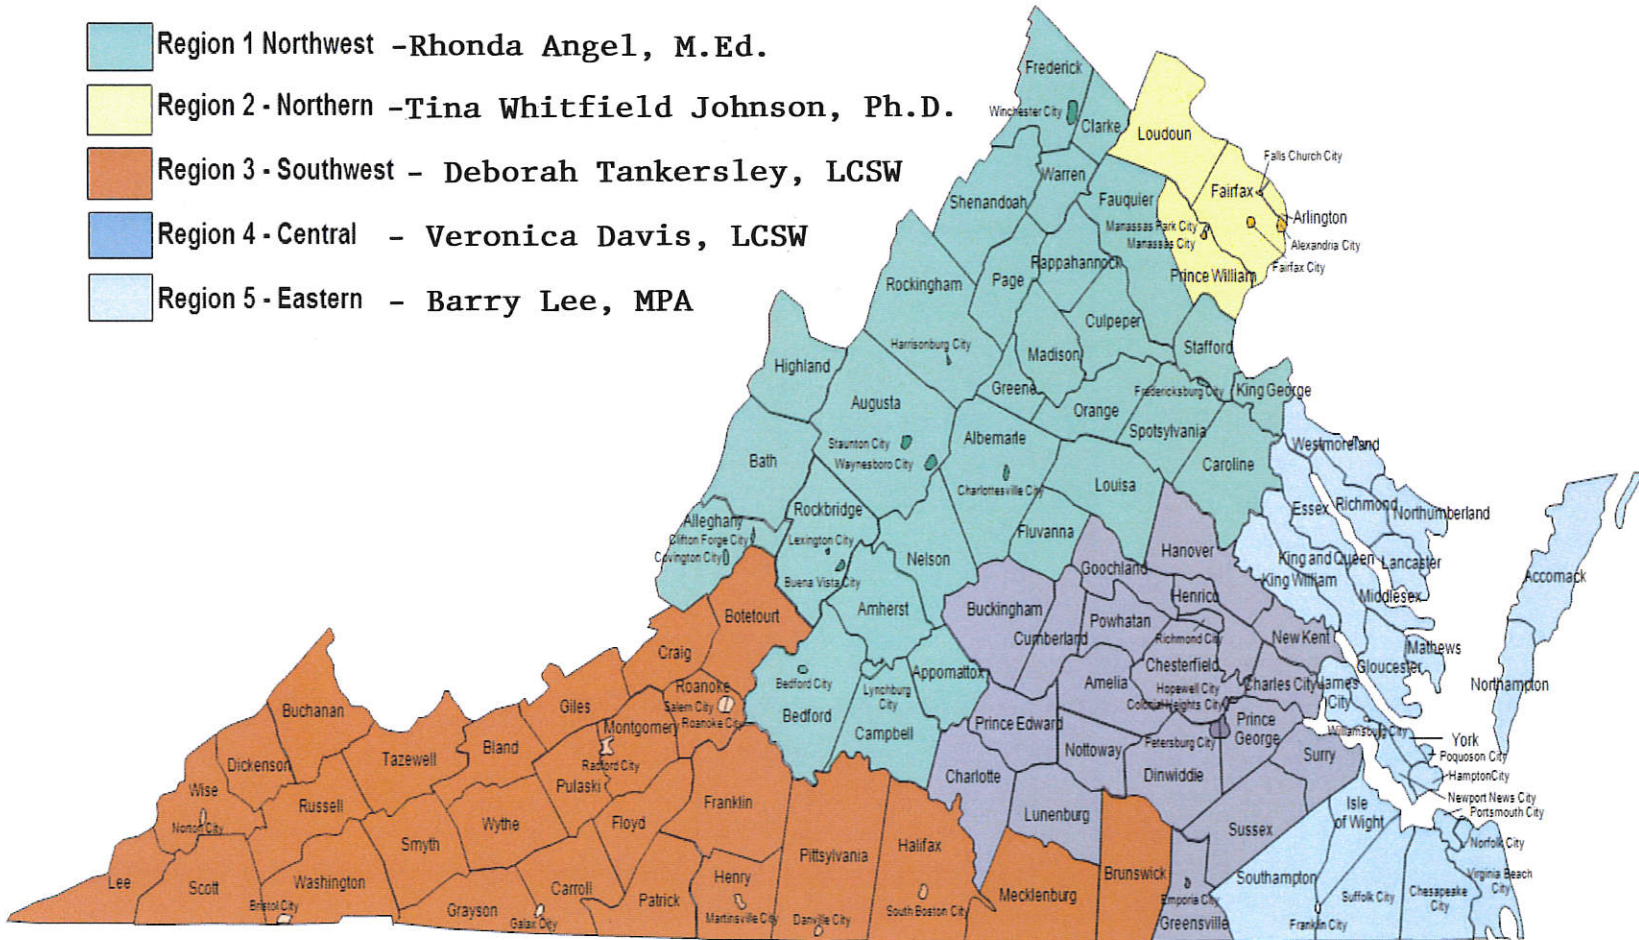 Region 1 Northwest -Rhonda Angel, M.Ed.
Region 2 - Northern -Tina Whitfield Johnson, Ph.D.
Region 3 - Southwest - Deborah Tankersley, LCSW
Region 4 - Central - Veronica Davis, LCSW
Region 5 - Eastern - Barry Lee, MPA
Frederick
Winchester City
Clarke
Loudoun
Falls Church City
Warren
Fairfax
Shenandoah
Fauquier
Arlington
Manassas Park City
Manassas City
Alexandria City
Fairfax City
Rappahannock
Prince William
Page
Rockingham
Culpeper
Harrisonburg City
Madison
Stafford
Highland
Greene
Fredericksburg City
King George
Augusta
Orange
Spotsylvania
Albemarle
Staunton City
Westmoreland
Bath
Waynesboro City
Caroline
Charlottesville City
Louisa
Rockbridge
Essex
Richmond
Northumberland
Alleghany
Clifton Forge City
Lexington City
Fluvanna
Hanover
Covington City
Nelson
King and Queen
Lancaster
Goochland
King William
Buena Vista City
Accomack
Henrico
Middlesex
Amherst
Buckingham
Botetourt
Powhatan
Cumberland
Richmond City
New Kent
Mathews
Craig
Chesterfield
Gloucester
Appomattox
Bedford City
Roanoke
Amelia
Hopewell City
Charles City
James City
Northampton
Lynchburg City
Salem City
Colonial Heights City
Giles
Buchanan
Bedford
Roanoke City
Montgomery
Prince Edward
Prince George
Williamsburg City
Campbell
York
Petersburg City
Bland
Nottoway
Surry
Poquoson City
Tazewell
Dickenson
Radford City
Charlotte
Dinwiddie
Hampton City
Pulaski
Wise
Newport News City
Russell
Franklin
Isle of Wight
Portsmouth City
Lunenburg
Norton City
Wythe
Floyd
Sussex
Smyth
Halifax
Norfolk City
Pittsylvania
Brunswick
Virginia Beach City
Henry
Lee
Scott
Washington
Southampton
Carroll
Mecklenburg
Emporia City
Suffolk City
Chesapeake City
Patrick
Bristol City
Grayson
Galax City
Martinsville City
Danville City
South Boston City
Greensville
Franklin City